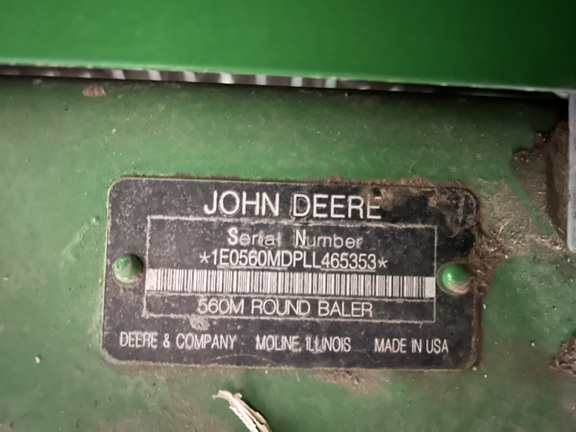 JOHN DEERE
Serial Number
*1E0560MDPLL465353*
560M ROUND BALER
DEERE & COMPANY MOLINE, ILLINOIS MADE IN USA